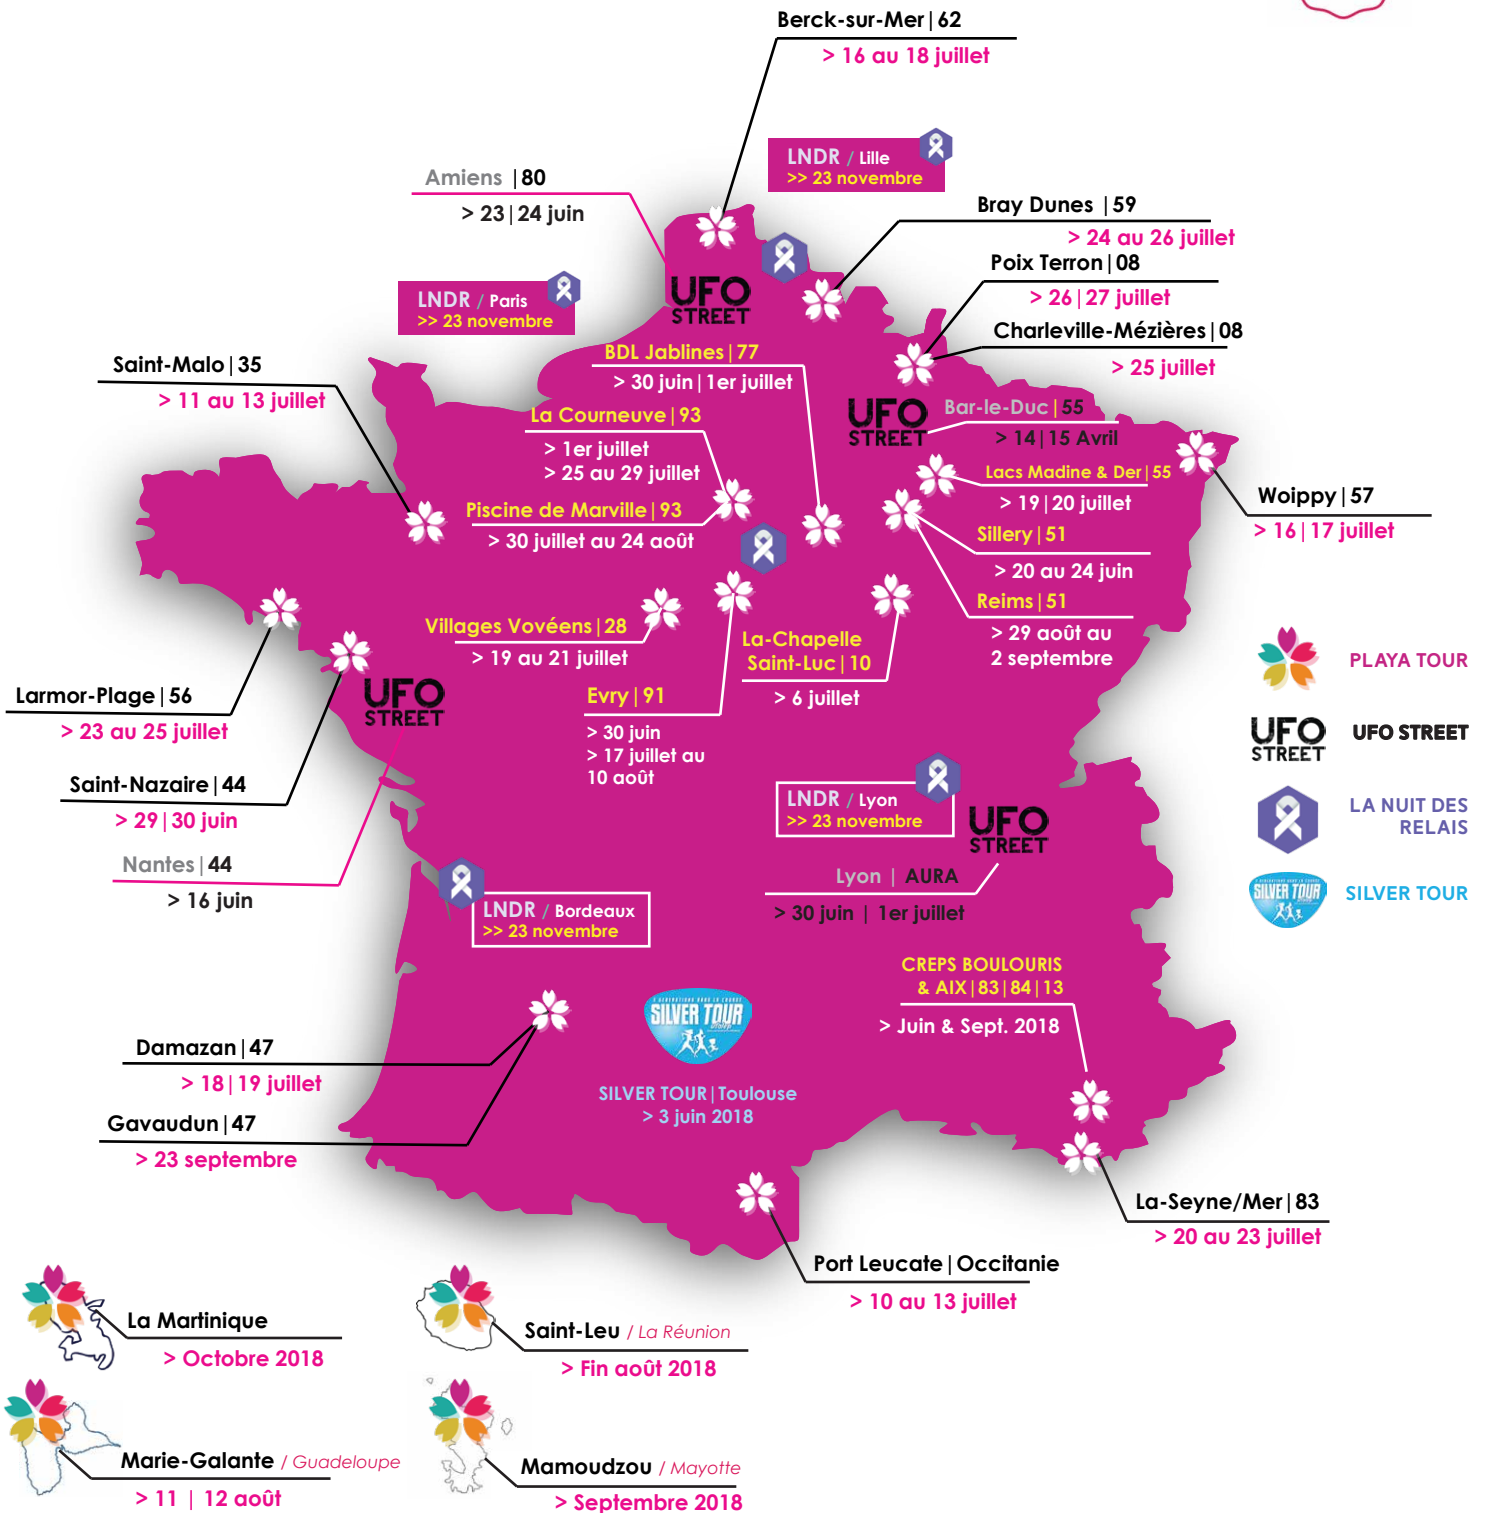 Berck-sur-Mer|62
> 16 au 18 juillet
LNDR / Lille
>> 23 novembre
Amiens |80
> 23|24 juin
Bray Dunes |59
> 24 au 26 juillet
Poix Terron|08
> 26|27 juillet
UFO
STREET
LNDR / Paris
>> 23 novembre
Charleville-Mézières|08
> 25 juillet
BDL Jablines|77
> 30 juin|1er juillet
Saint-Malo|35
> 11 au 13 juillet
La Courneuve|93
> 1er juillet
> 25 au 29 juillet
UFO
STREET
Bar-le-Duc|55
> 14|15 Avril
Lacs Madine & Der|55
> 19|20 juillet
Woippy|57
> 16|17 juillet
Piscine de Marville|93
> 30 juillet au 24 août
Sillery|51
> 20 au 24 juin
Reims|51
> 29 août au
2 septembre
Villages Vovéens|28
> 19 au 21 juillet
La-Chapelle
Saint-Luc|10
> 6 juillet
PLAYA TOUR
Larmor-Plage|56
> 23 au 25 juillet
UFO
STREET
Evry|91
> 30 juin
> 17 juillet au
10 août
UFO
STREET
UFO STREET
Saint-Nazaire|44
> 29|30 juin
LNDR / Lyon
>> 23 novembre
UFO
STREET
LA NUIT DES
RELAIS
Nantes|44
> 16 juin
Lyon | AURA
> 30 juin | 1er juillet
SILVER TOUR
SILVER TOUR
LNDR / Bordeaux
>> 23 novembre
CREPS BOULOURIS
& AIX|83|84|13
> Juin & Sept. 2018
SILVER TOUR
Damazan|47
> 18|19 juillet
SILVER TOUR|Toulouse
> 3 juin 2018
Gavaudun|47
> 23 septembre
La-Seyne/Mer|83
> 20 au 23 juillet
Port Leucate|Occitanie
> 10 au 13 juillet
La Martinique
> Octobre 2018
Saint-Leu / La Réunion
> Fin août 2018
Marie-Galante / Guadeloupe
> 11 | 12 août
Mamoudzou / Mayotte
> Septembre 2018